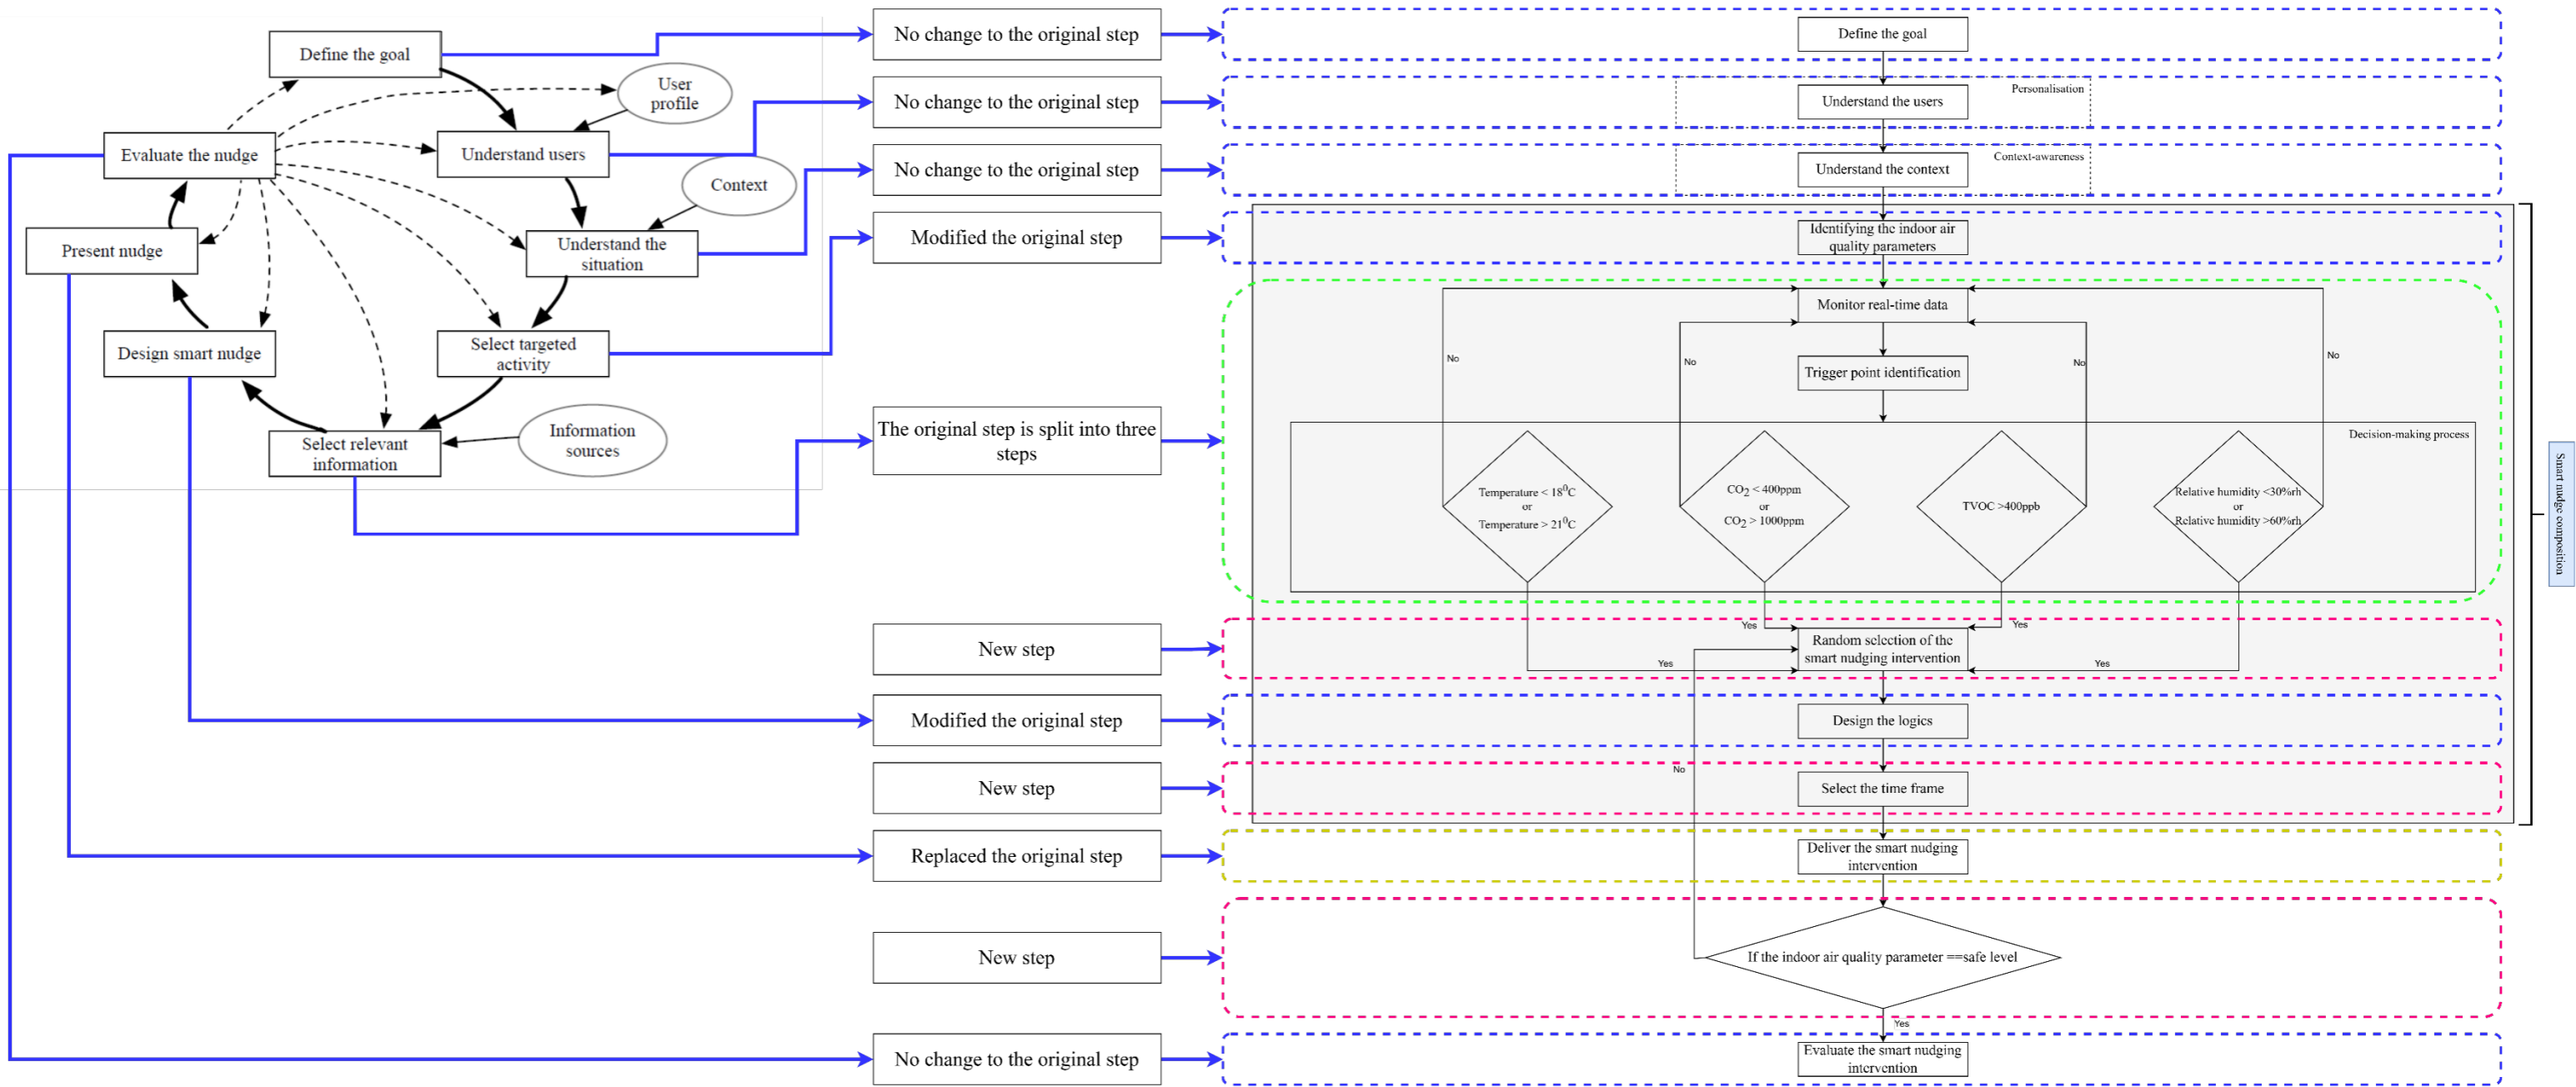 Define the goal
User
profile
Evaluate the nudge
Understand users
Context
Present nudge
Understand the
situation
Design smart nudge
Select targeted
activity
Select relevant
information
Information
sources
No change to the original step
No change to the original step
No change to the original step
Modified the original step
The original step is split into three
steps
New step
Modified the original step
New step
Replaced the original step
New step
No change to the original step
Define the goal
Personalisation
Understand the users
Context-awareness
Understand the context
Identifying the indoor air
quality parameters
Monitor real-time data
No
No
No
No
Trigger point identification
Decision-making process
Temperature < 18⁰C
or
Temperature > 21⁰C
CO₂ < 400ppm
or
CO₂ > 1000ppm
TVOC >400ppb
Relative humidity <30%rh
or
Relative humidity >60%rh
Yes
Yes
Yes
Yes
Random selection of the
smart nudging intervention
Design the logics
No
Select the time frame
Deliver the smart nudging
intervention
If the indoor air quality parameter ==safe level
Yes
Evaluate the smart nudging
intervention
Smart nudge composition